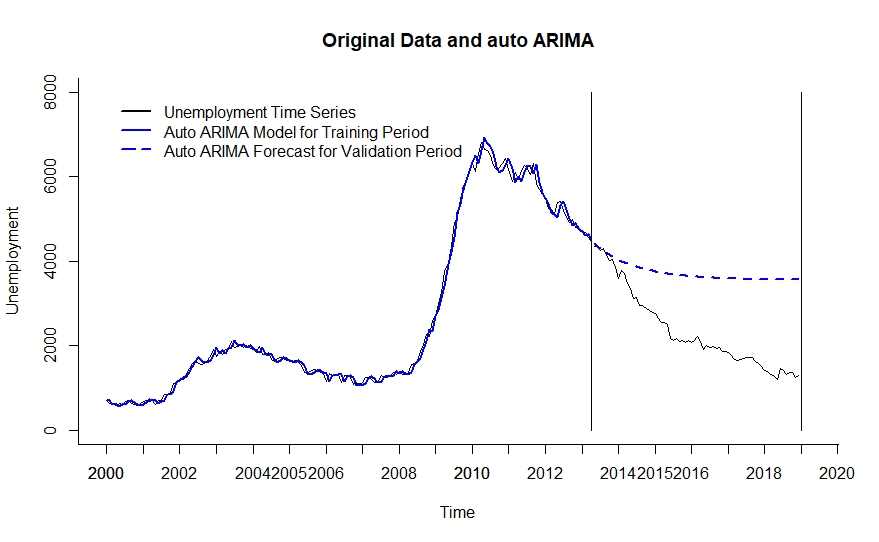 Original Data and auto ARIMA
8000
Unemployment Time Series
Auto ARIMA Model for Training Period
Auto ARIMA Forecast for Validation Period
6000
Unemployment
4000
2000
0
2000 2002 2004 2005 2006 2008 2010 2012 2014 2015 2016 2018 2020
Time